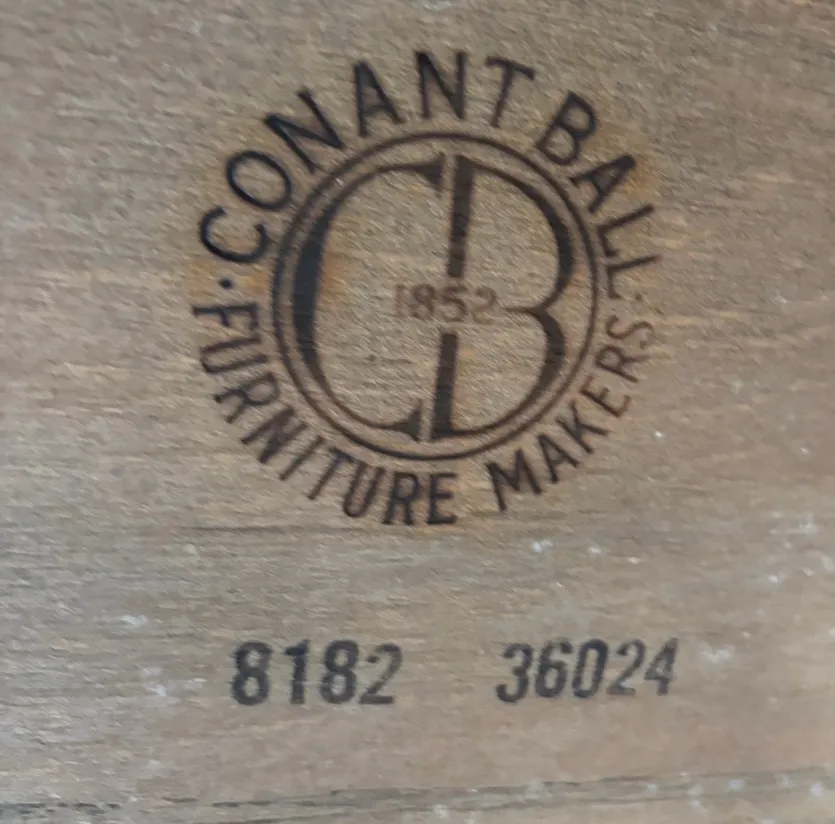 · CONANT BALL ·
CB
1852
FURNITURE MAKERS
8182 36024